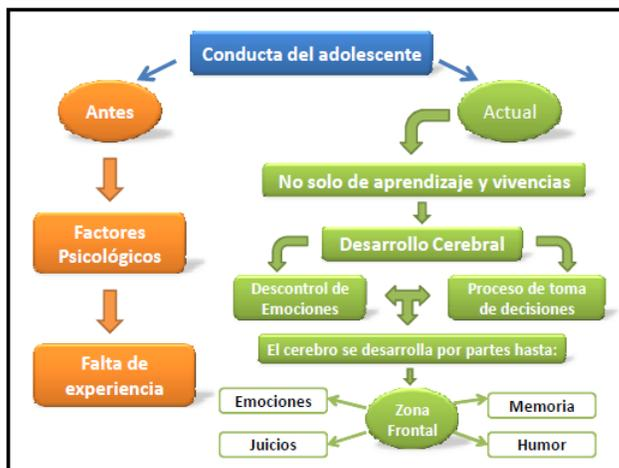 Conducta del adolescente
Antes
Actual
No solo de aprendizaje y vivencias
Factores
Psicológicos
Desarrollo Cerebral
Descontrol de
Emociones
Proceso de toma
de decisiones
Falta de
experiencia
El cerebro se desarrolla por partes hasta:
Emociones
Zona
Frontal
Memoria
Juicios
Humor